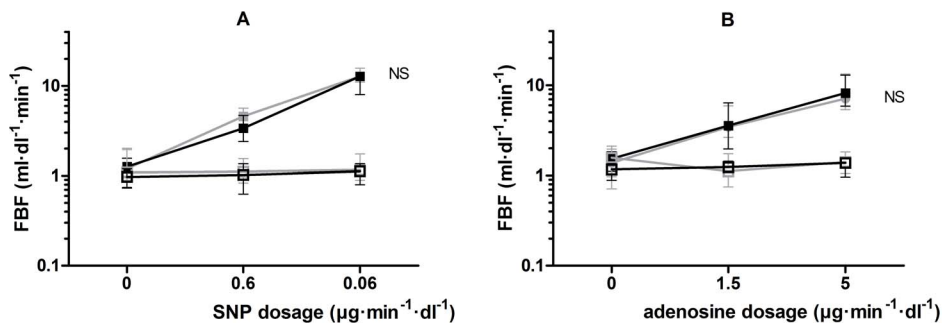 A
FBF (ml·dl⁻¹·min⁻¹)
10
1
0.1
NS
0 0.6 0.06
SNP dosage (µg·min⁻¹·dl⁻¹)
B
FBF (ml·dl⁻¹·min⁻¹)
10
1
0.1
NS
0 1.5 5
adenosine dosage (µg·min⁻¹·dl⁻¹)